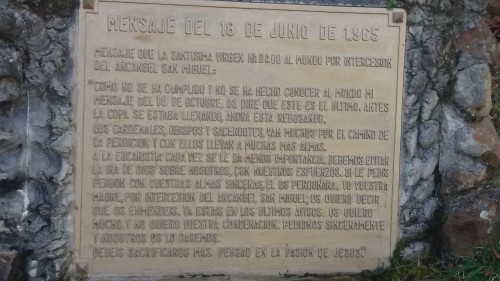 MENSAJE DEL 18 DE JUNIO DE 1.965
MENSAJE QUE LA SANTISIMA VIRGEN HA DADO AL MUNDO POR INTERCESION
DEL ARCANGEL SAN MIGUEL:
"COMO NO SE HA CUMPLIDO Y NO SE HA HECHO CONOCER AL MUNDO MI
MENSAJE DEL 18 DE OCTUBRE, OS DIRE QUE ESTE ES EL ULTIMO. ANTES
LA COPA SE ESTABA LLENANDO, AHORA ESTA REBOSANDO.
LOS CARDENALES, OBISPOS Y SACERDOTES, VAN MUCHOS POR EL CAMINO DE
LA PERDICION Y CON ELLOS LLEVAN A MUCHAS MAS ALMAS.
A LA EUCARISTIA CADA VEZ SE LE DA MENOS IMPORTANCIA. DEBEMOS EVITAR
LA IRA DE DIOS SOBRE NOSOTROS, CON NUESTROS ESFUERZOS. SI LE PEDIS
PERDON CON VUESTRAS ALMAS SINCERAS, EL OS PERDONARA. YO VUESTRA
MADRE, POR INTERCESION DEL ARCANGEL SAN MIGUEL, OS QUIERO DECIR
QUE OS ENMENDEIS. YA ESTAIS EN LOS ULTIMOS AVISOS. OS QUIERO
MUCHO Y NO QUIERO VUESTRA CONDENACION. PEDIDNOS SINCERAMENTE
Y NOSOTROS OS LO DAREMOS.
DEBEIS SACRIFICAROS MAS. PENSAD EN LA PASION DE JESUS."